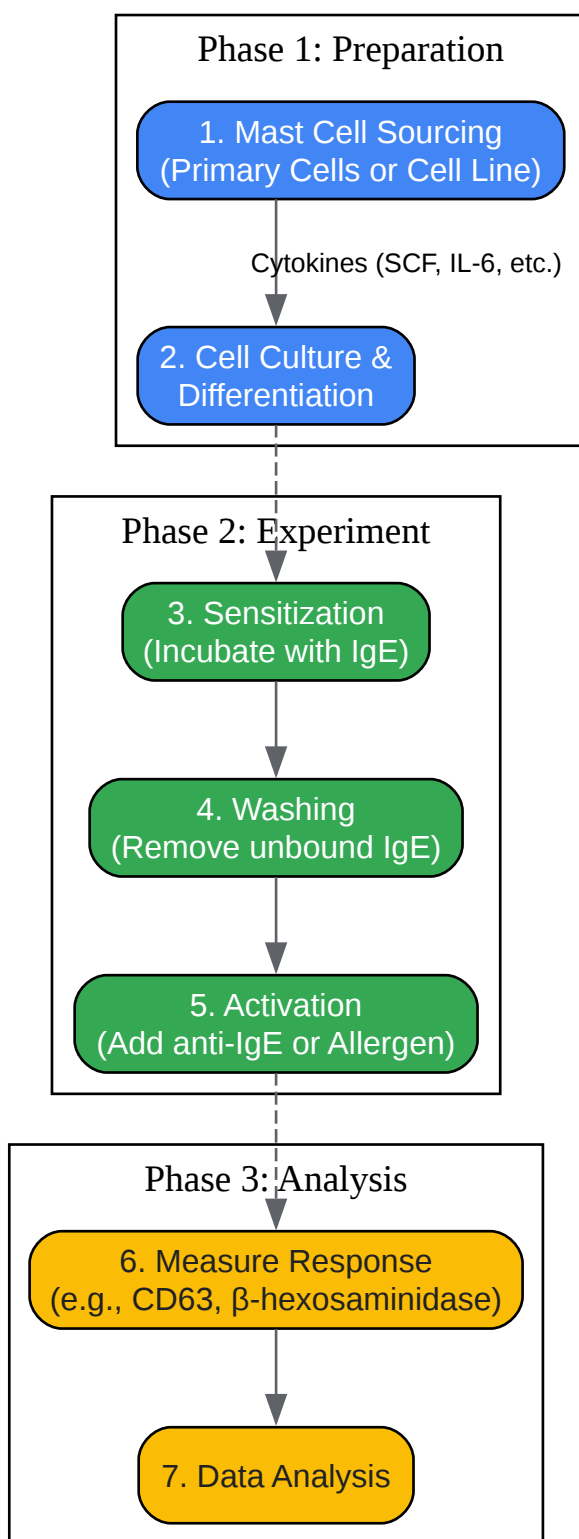 Phase 1: Preparation
1. Mast Cell Sourcing
(Primary Cells or Cell Line)
Cytokines (SCF, IL-6, etc.)
2. Cell Culture &
Differentiation
Phase 2: Experiment
3. Sensitization
(Incubate with IgE)
4. Washing
(Remove unbound IgE)
5. Activation
(Add anti-IgE or Allergen)
Phase 3: Analysis
6. Measure Response
(e.g., CD63, β-hexosaminidase)
7. Data Analysis